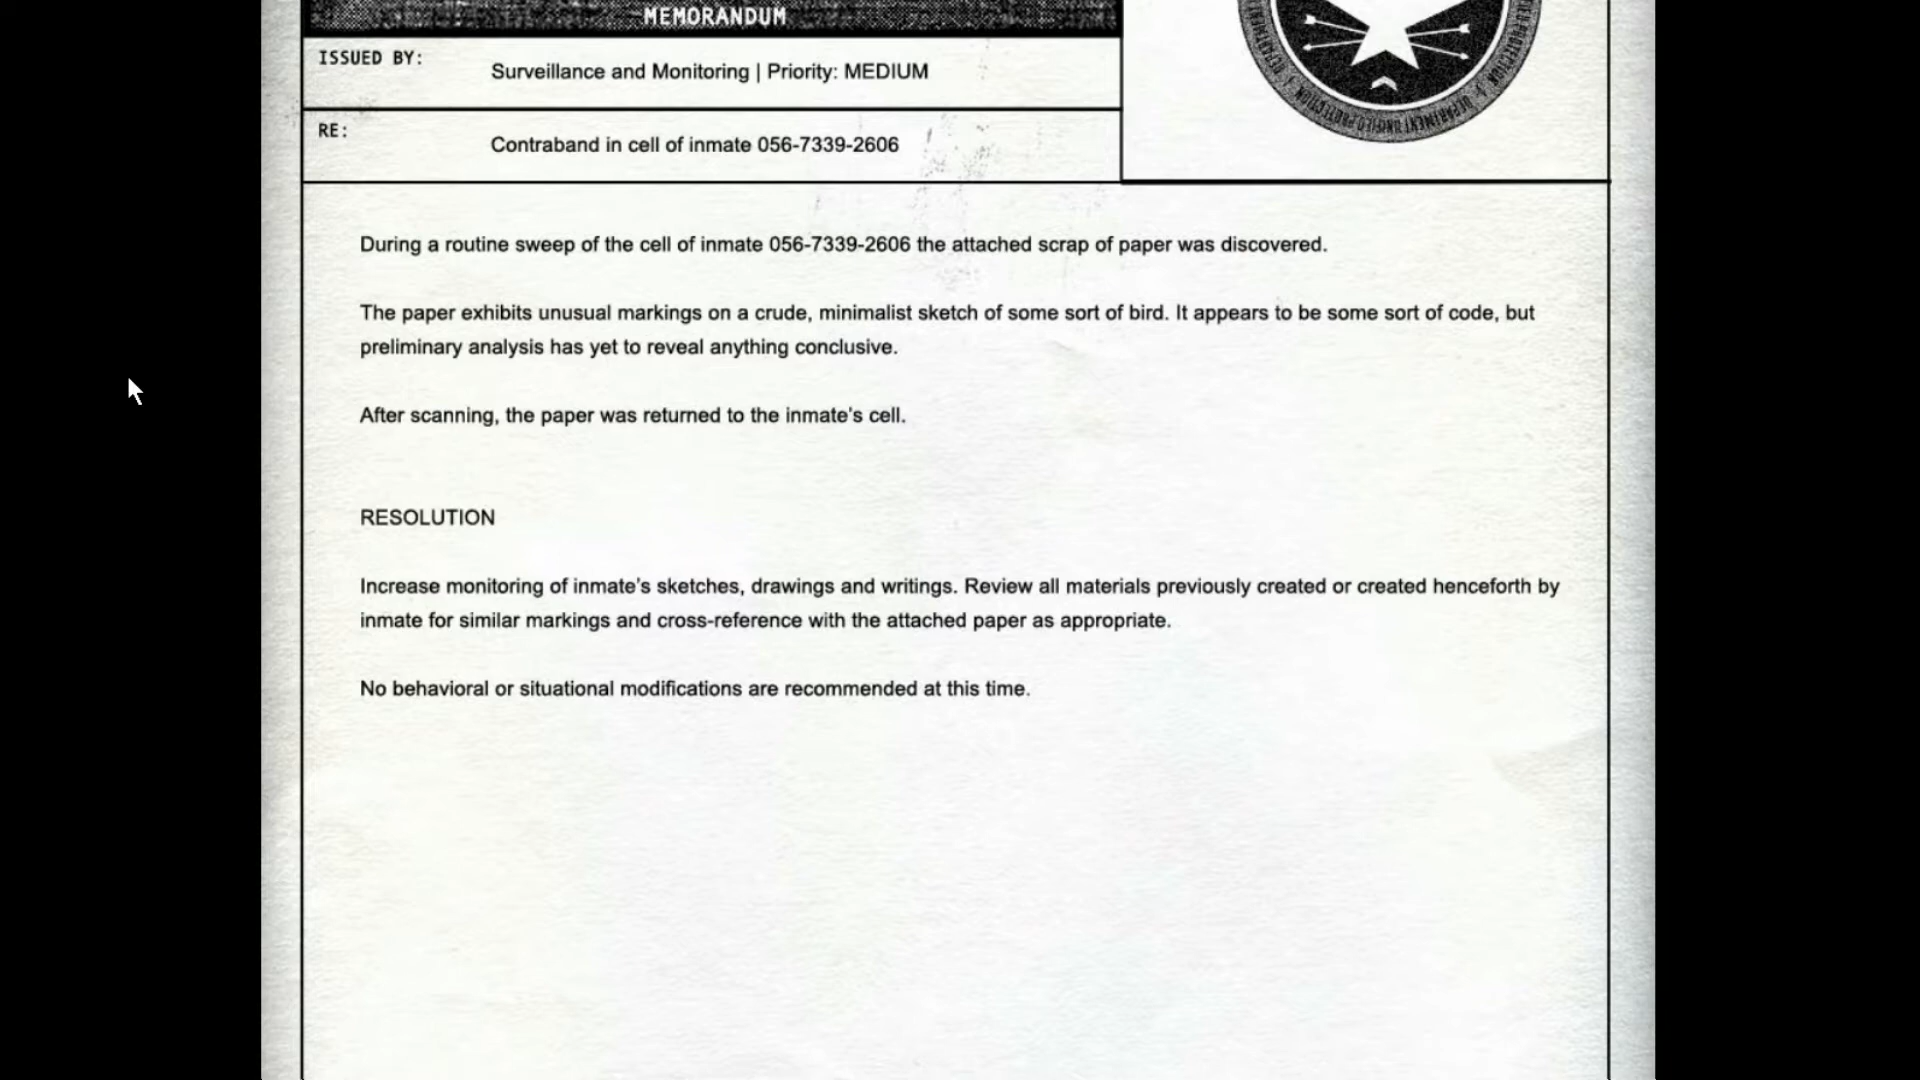 MEMORANDUM
ISSUED BY:
Surveillance and Monitoring | Priority: MEDIUM
RE:
Contraband in cell of inmate 056-7339-2606
During a routine sweep of the cell of inmate 056-7339-2606 the attached scrap of paper was discovered.
The paper exhibits unusual markings on a crude, minimalist sketch of some sort of bird. It appears to be some sort of code, but
preliminary analysis has yet to reveal anything conclusive.
After scanning, the paper was returned to the inmate's cell.
RESOLUTION
Increase monitoring of inmate's sketches, drawings and writings. Review all materials previously created or created henceforth by
inmate for similar markings and cross-reference with the attached paper as appropriate.
No behavioral or situational modifications are recommended at this time.